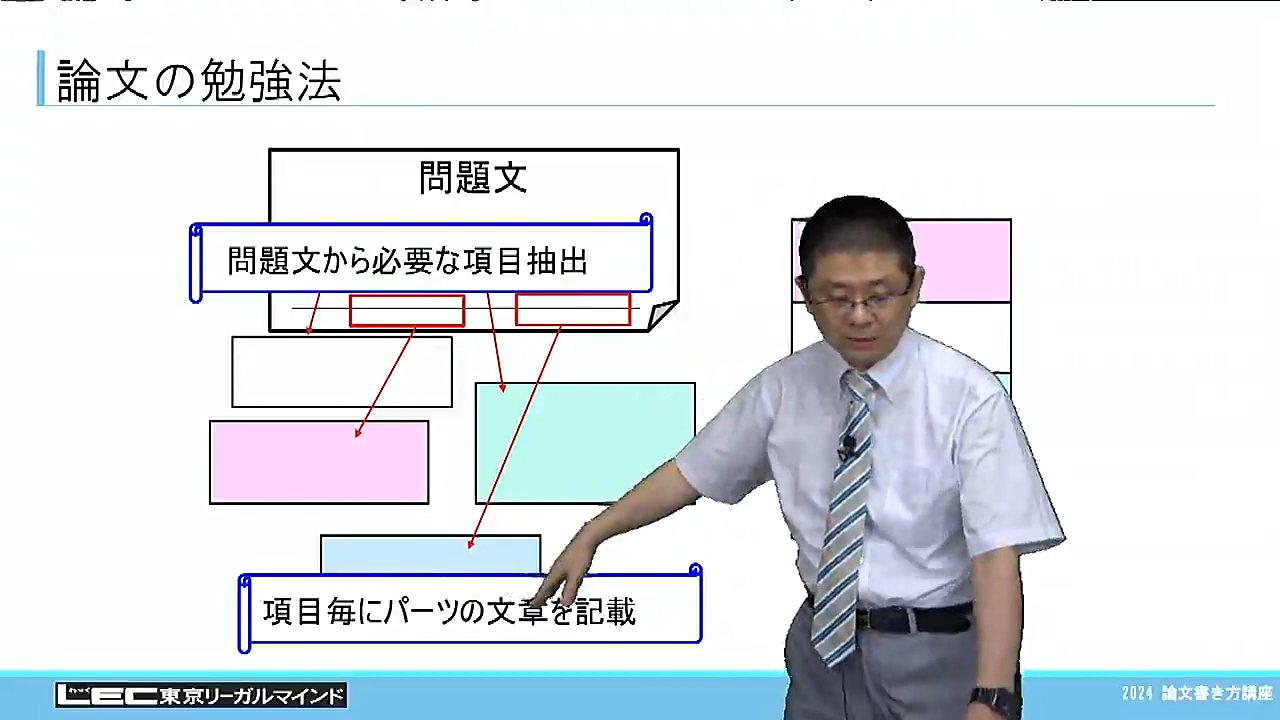 論文の勉強法
問題文
問題文から必要な項目抽出
項目毎にパーツの文章を記載
LEC東京リーガルマインド
2024 論文書き方講座